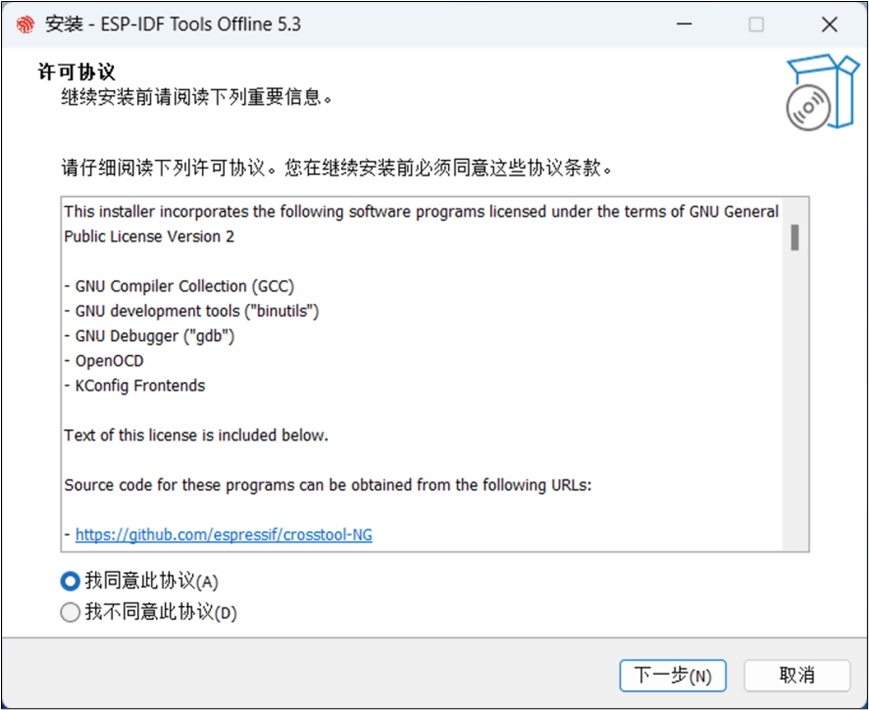 安装 - ESP-IDF Tools Offline 5.3
许可协议
继续安装前请阅读下列重要信息。
请仔细阅读下列许可协议。您在继续安装前必须同意这些协议条款。
This installer incorporates the following software programs licensed under the terms of GNU General
Public License Version 2
- GNU Compiler Collection (GCC)
- GNU development tools ("binutils")
- GNU Debugger ("gdb")
- OpenOCD
- KConfig Frontends
Text of this license is included below.
Source code for these programs can be obtained from the following URLs:
- https://github.com/espressif/crosstool-NG
我同意此协议(A)
我不同意此协议(D)
下一步(N)
取消